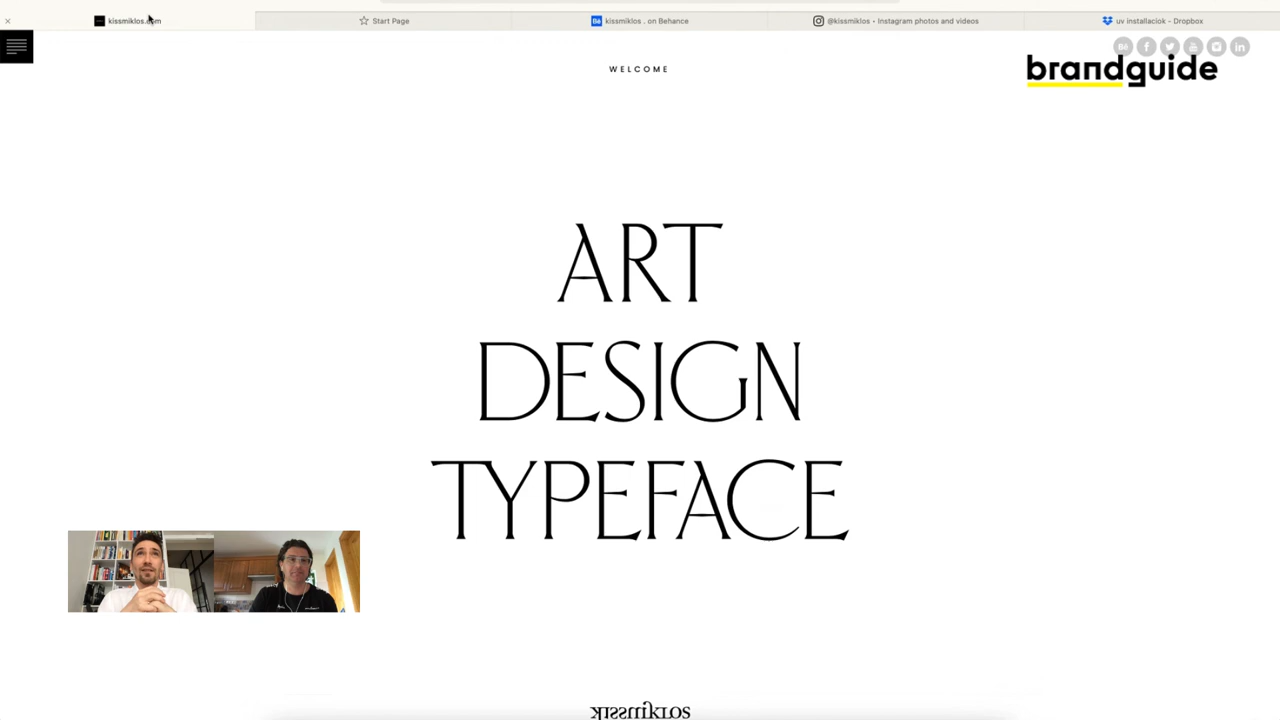 kissmiklos.com
Start Page
kissmiklos . on Behance
@kissmiklos • Instagram photos and videos
uv installaciok - Dropbox
WELCOME
brandguide
ART
DESIGN
TYPEFACE
kissmiklos